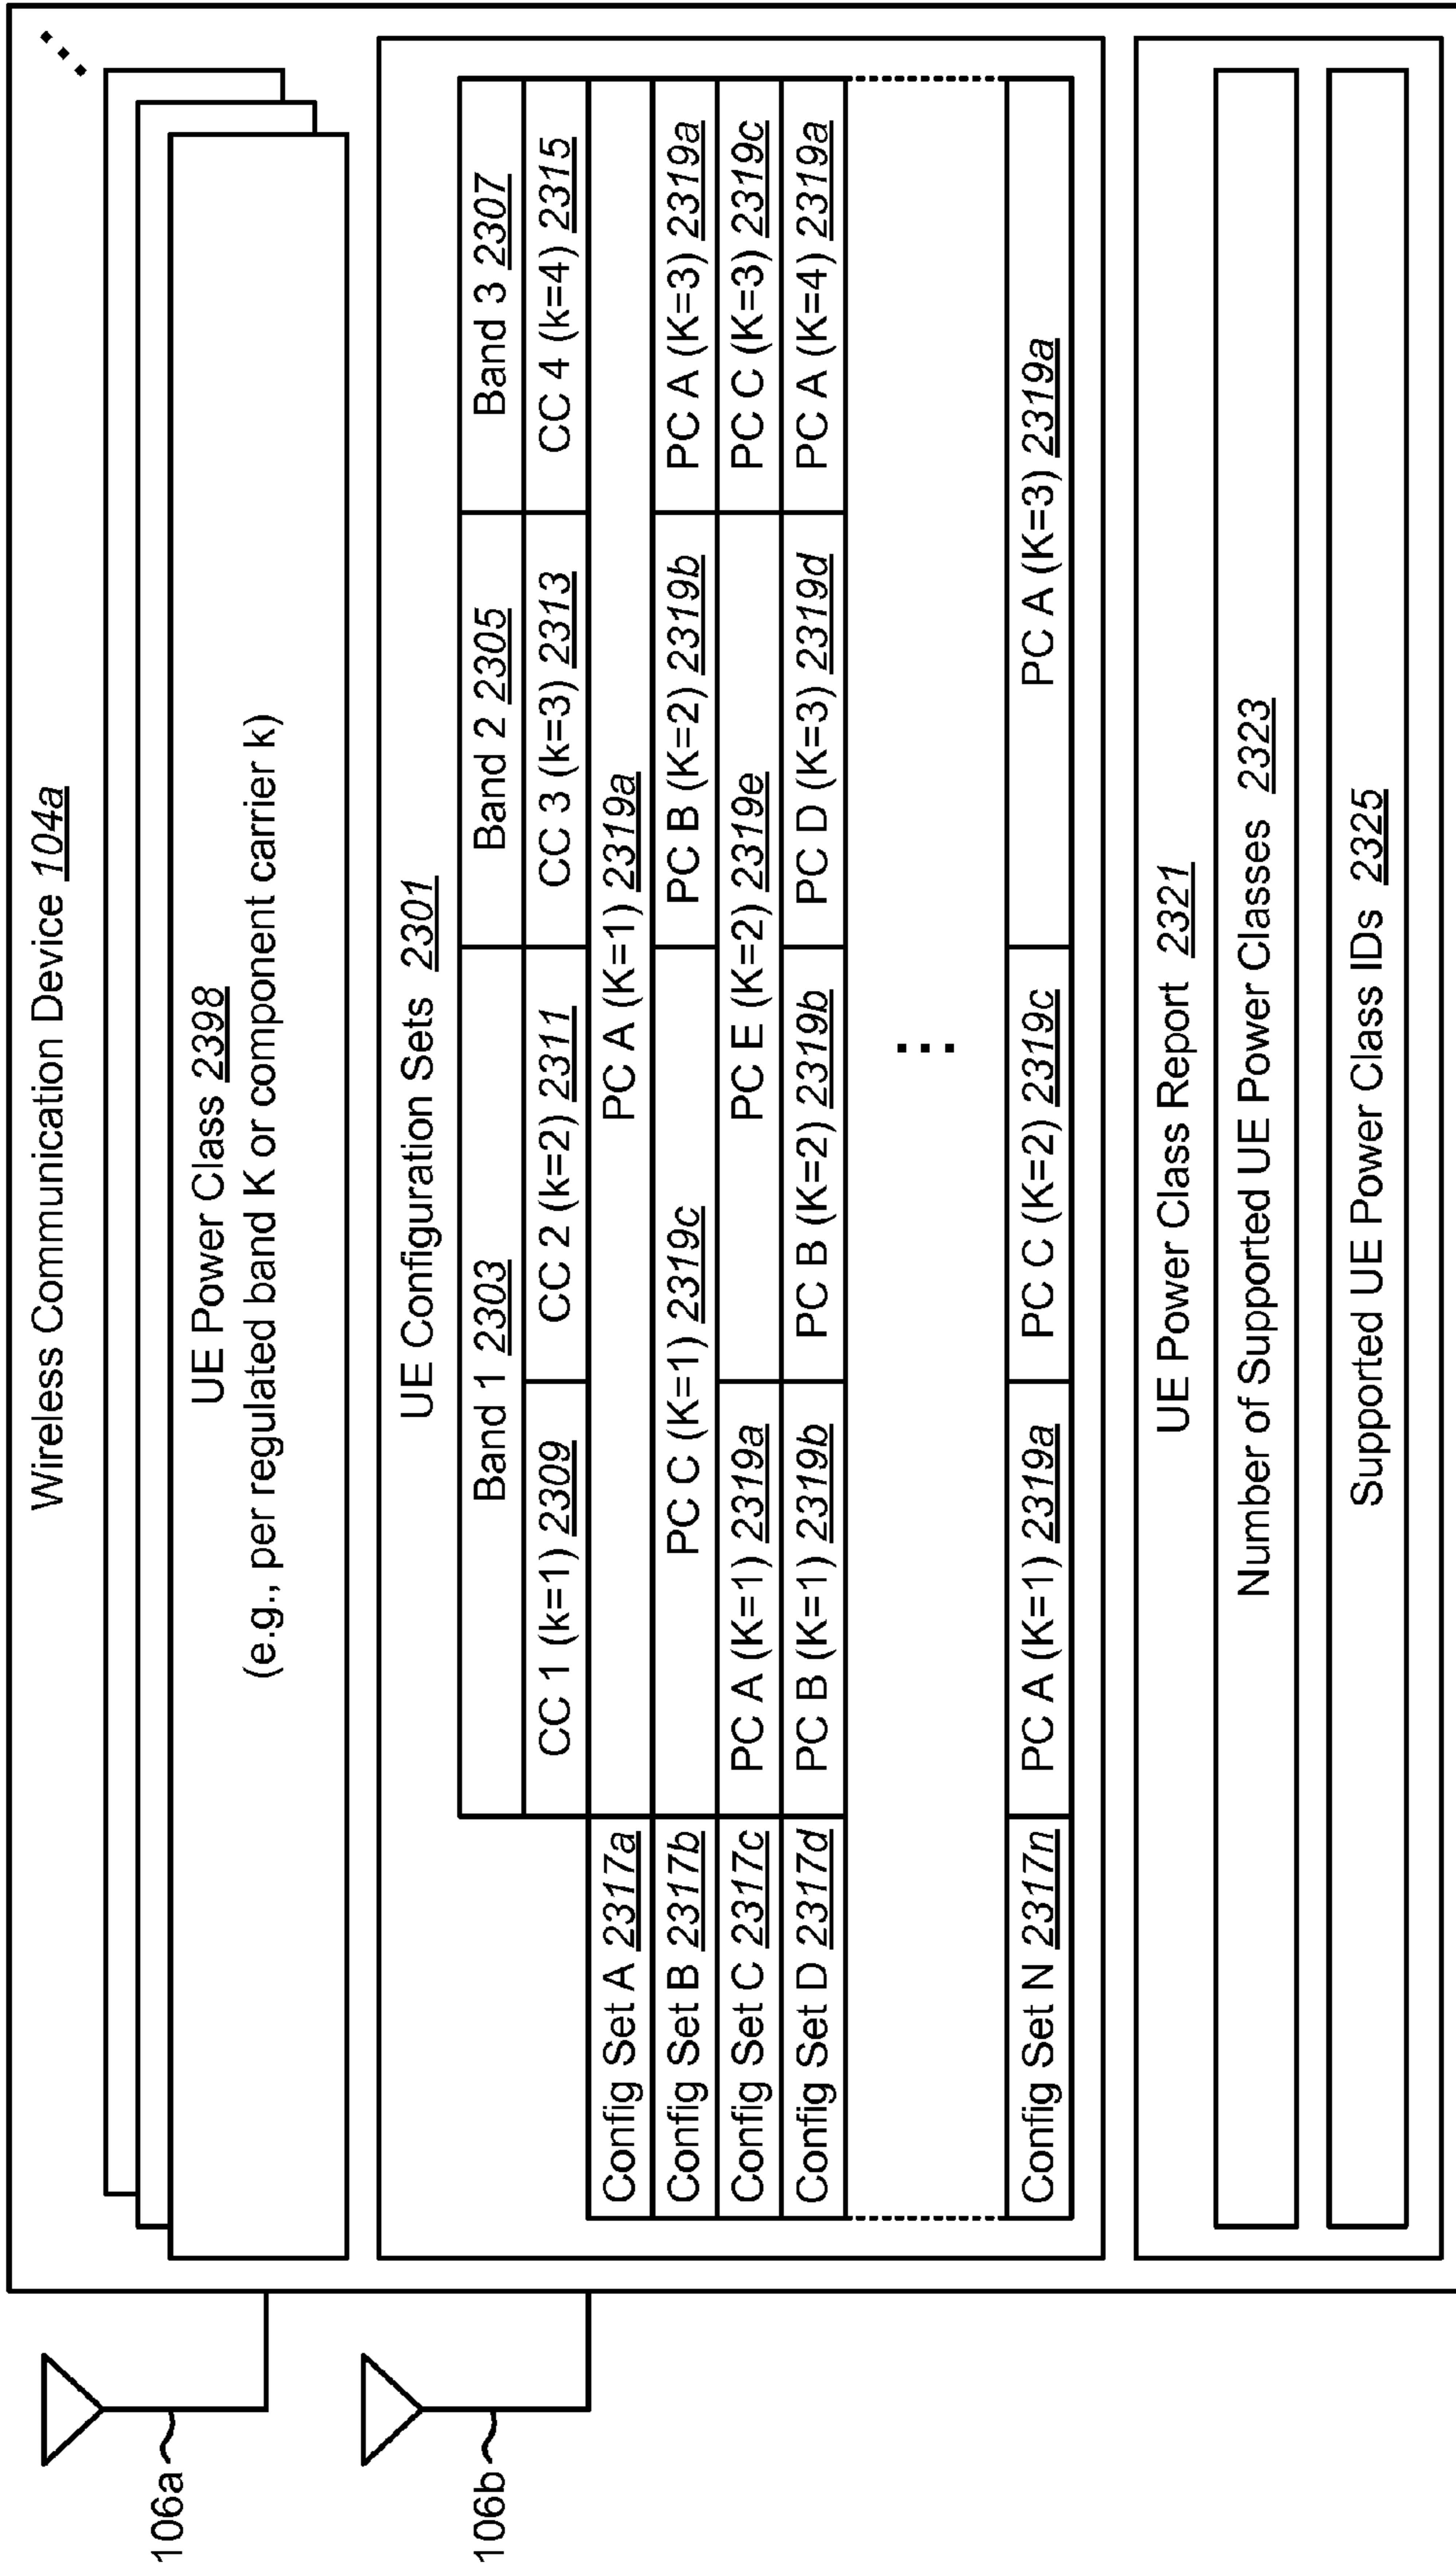 Wireless Communication Device 104a
UE Power Class 2398
(e.g., per regulated band K or component carrier k)
UE Configuration Sets 2301
Band 1 2303 Band 2 2305 Band 3 2307
CC 1 (k=1) 2309 CC 2 (k=2) 2311 CC 3 (k=3) 2313 CC 4 (k=4) 2315
Config Set A 2317a PC A (K=1) 2319a
Config Set B 2317b PC C (K=1) 2319c PC B (K=2) 2319b PC A (K=3) 2319a
Config Set C 2317c PC A (K=1) 2319a PC E (K=2) 2319e PC C (K=3) 2319c
Config Set D 2317d PC B (K=1) 2319b PC B (K=2) 2319b PC D (K=3) 2319d PC A (K=4) 2319a
Config Set N 2317n PC A (K=1) 2319a PC C (K=2) 2319c PC A (K=3) 2319a
UE Power Class Report 2321
Number of Supported UE Power Classes 2323
Supported UE Power Class IDs 2325
106a
106b